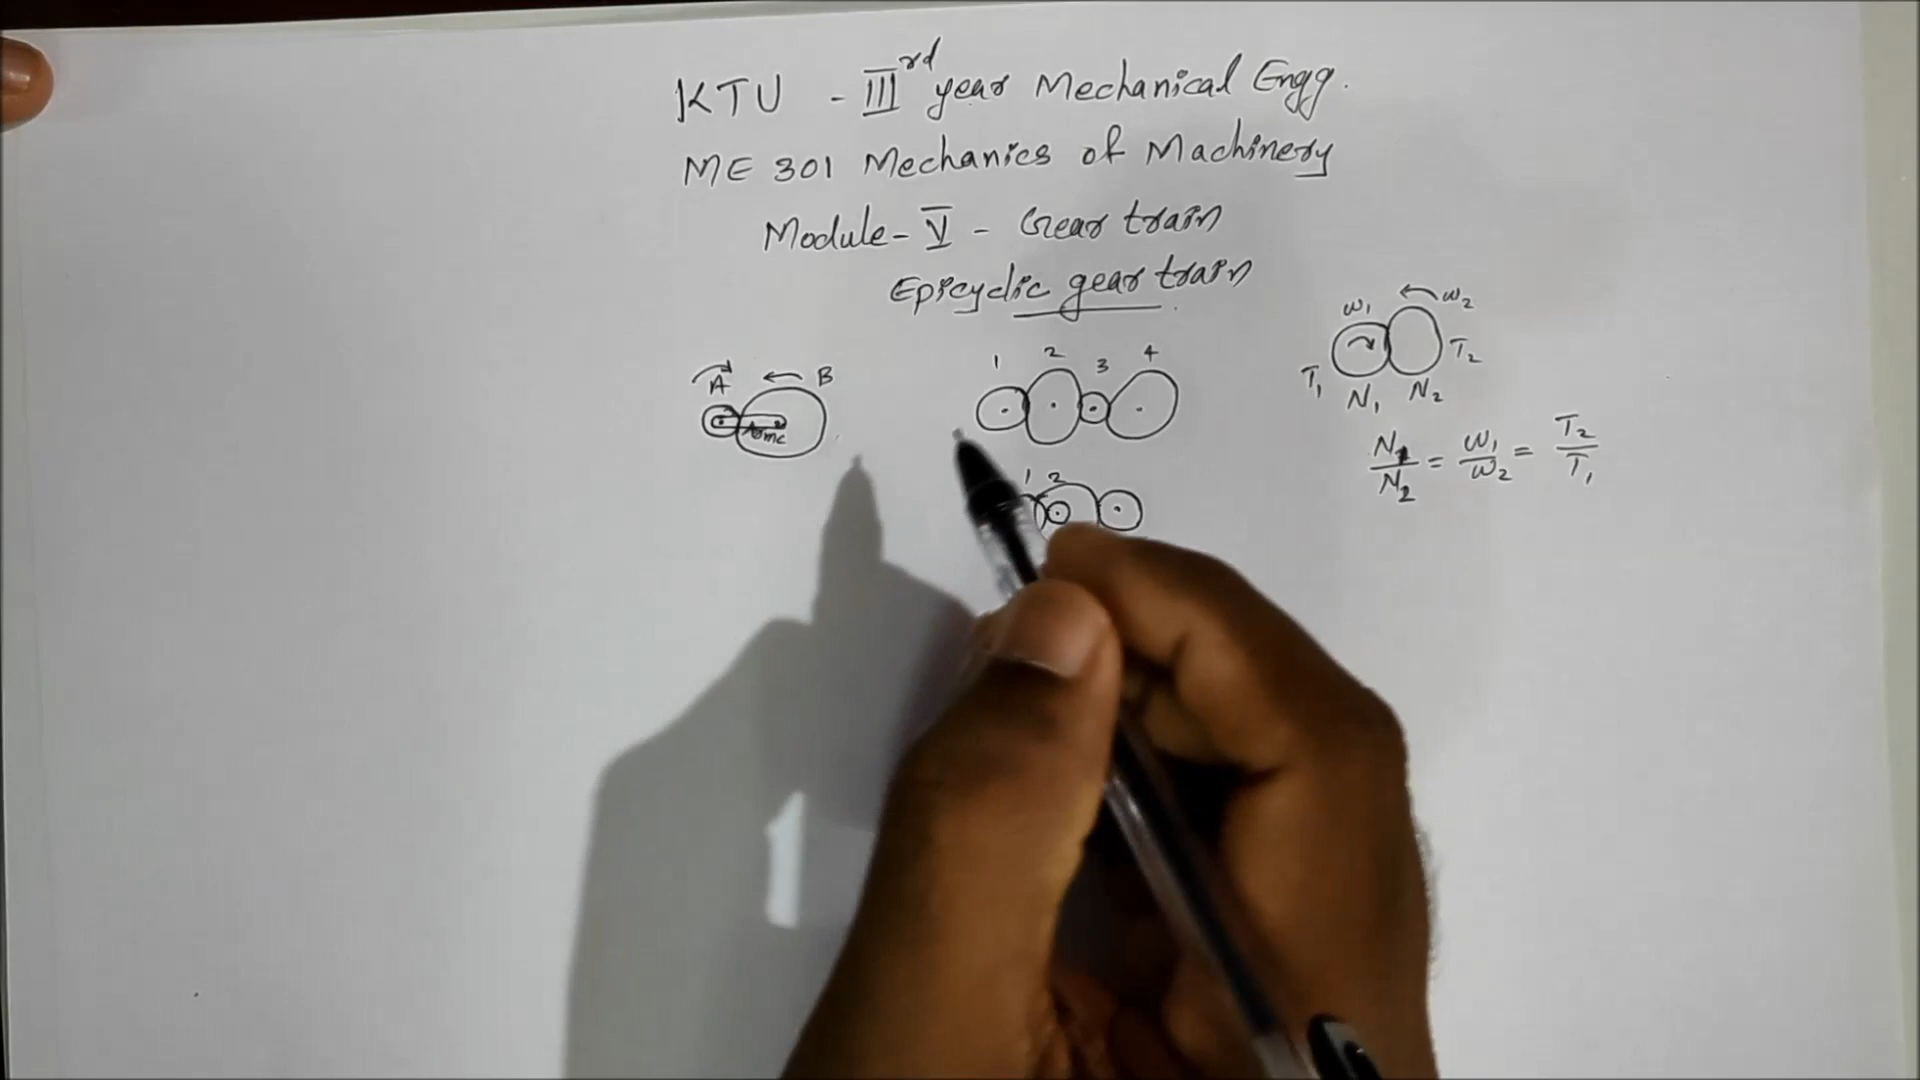 KTU - III rd year Mechanical Engg.
ME 301 Mechanics of Machinery
Module - V - Gear train
Epicyclic gear train
A B
Arm C
1 2 3 4
1 2
ω₁ ω₂
T₁ T₂
N₁ N₂
N₁/N₂ = ω₁/ω₂ = T₂/T₁